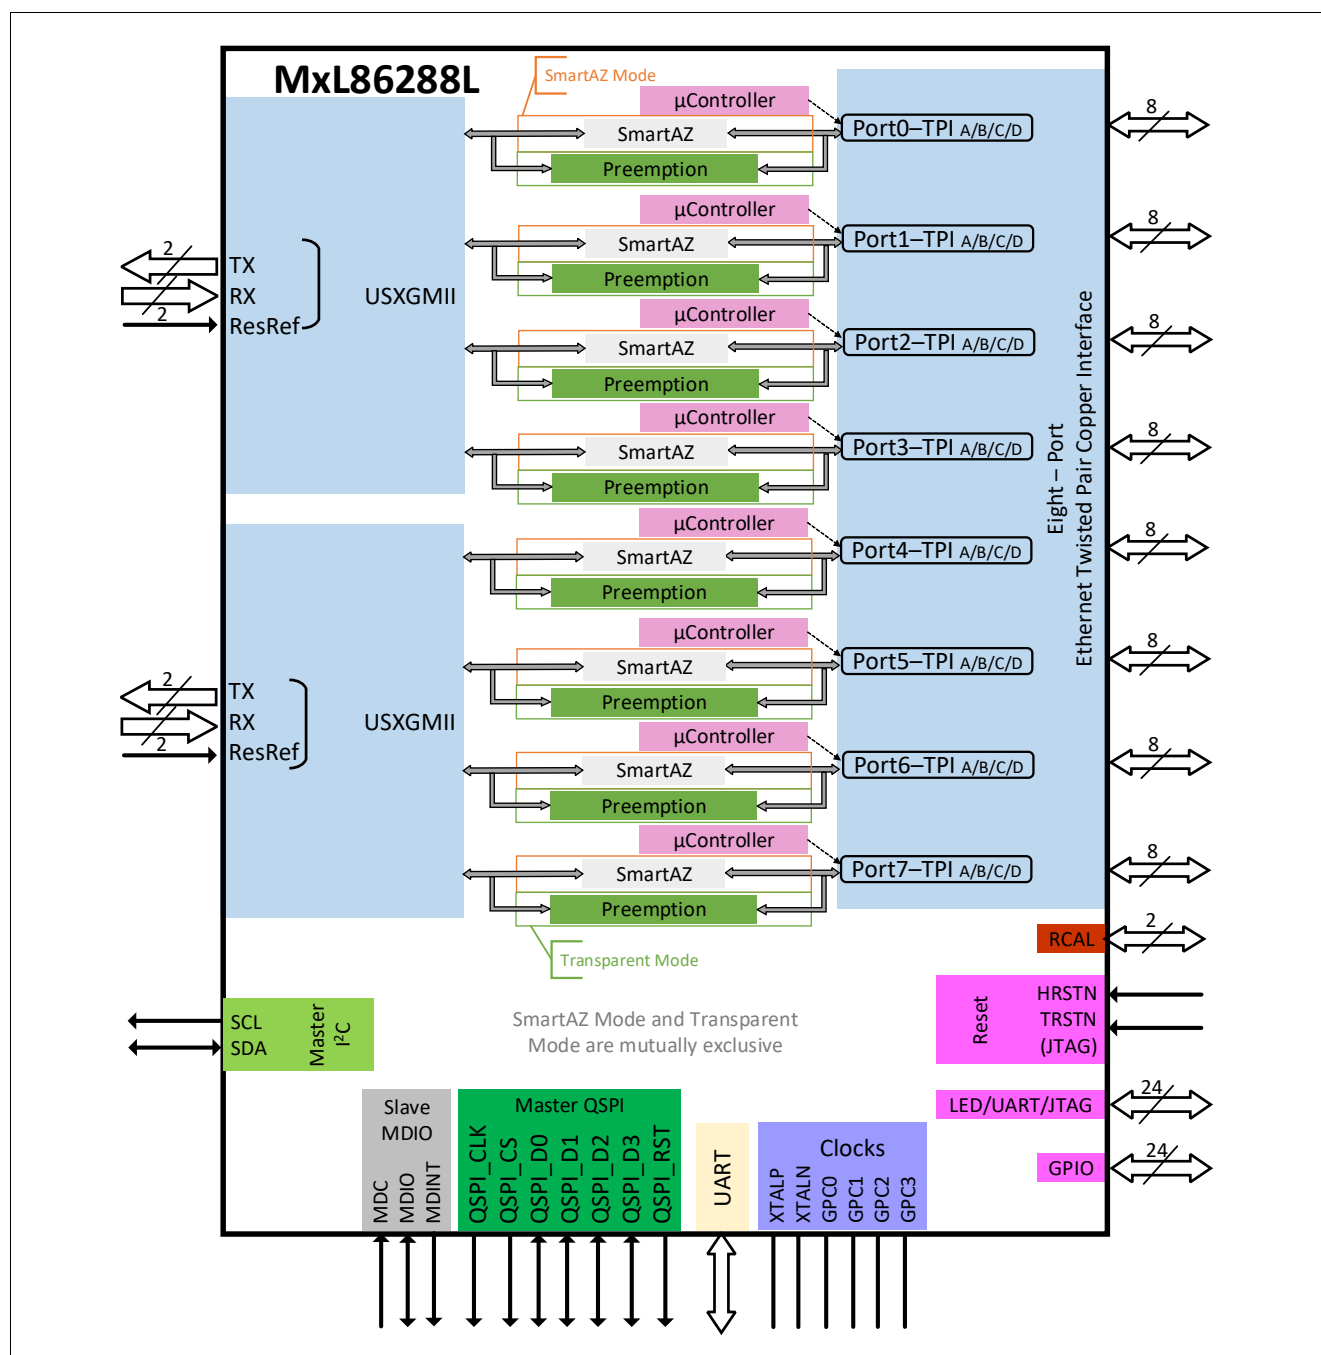 MxL86288L
SmartAZ Mode
µController
SmartAZ
Preemption
Port0–TPI A/B/C/D
8
µController
SmartAZ
Preemption
Port1–TPI A/B/C/D
8
2
TX
RX
2
ResRef
USXGMII
µController
SmartAZ
Preemption
Port2–TPI A/B/C/D
8
µController
SmartAZ
Preemption
Port3–TPI A/B/C/D
8
Eight – Port
Ethernet Twisted Pair Copper Interface
µController
SmartAZ
Preemption
Port4–TPI A/B/C/D
8
µController
SmartAZ
Preemption
Port5–TPI A/B/C/D
8
2
TX
RX
2
ResRef
USXGMII
µController
SmartAZ
Preemption
Port6–TPI A/B/C/D
8
µController
SmartAZ
Preemption
Port7–TPI A/B/C/D
8
Transparent Mode
RCAL
2
SCL
SDA
Master
I²C
SmartAZ Mode and Transparent
Mode are mutually exclusive
Reset
HRSTN
TRSTN
(JTAG)
LED/UART/JTAG
24
GPIO
24
Slave
MDIO
MDC
MDIO
MDINT
Master QSPI
QSPI_CLK
QSPI_CS
QSPI_D0
QSPI_D1
QSPI_D2
QSPI_D3
QSPI_RST
UART
Clocks
XTALP
XTALN
GPC0
GPC1
GPC2
GPC3